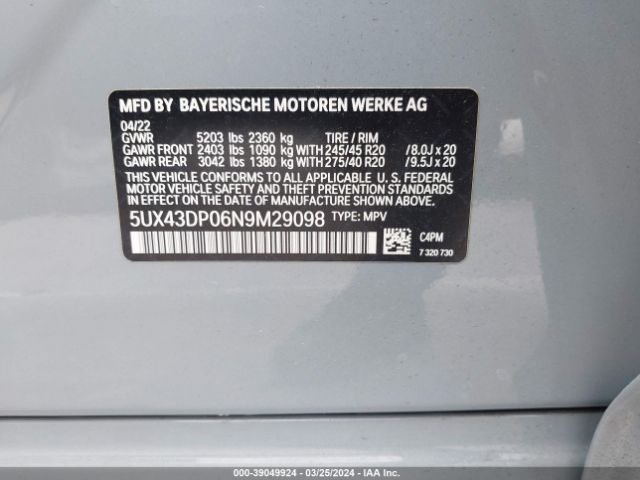 MFD BY BAYERISCHE MOTOREN WERKE AG
04/22
GVWR 5203 lbs 2360 kg TIRE / RIM
GAWR FRONT 2403 lbs 1090 kg WITH 245/45 R20 /8.0J x 20
GAWR REAR 3042 lbs 1380 kg WITH 275/40 R20 /9.5J x 20
THIS VEHICLE CONFORMS TO ALL APPLICABLE U. S. FEDERAL
MOTOR VEHICLE SAFETY AND THEFT PREVENTION STANDARDS
IN EFFECT ON THE DATE OF MANUFACTURE SHOWN ABOVE.
5UX43DP06N9M29098 TYPE: MPV
C4PM
7 320 730
000-39049924 | 03/25/2024 | IAAI.COM